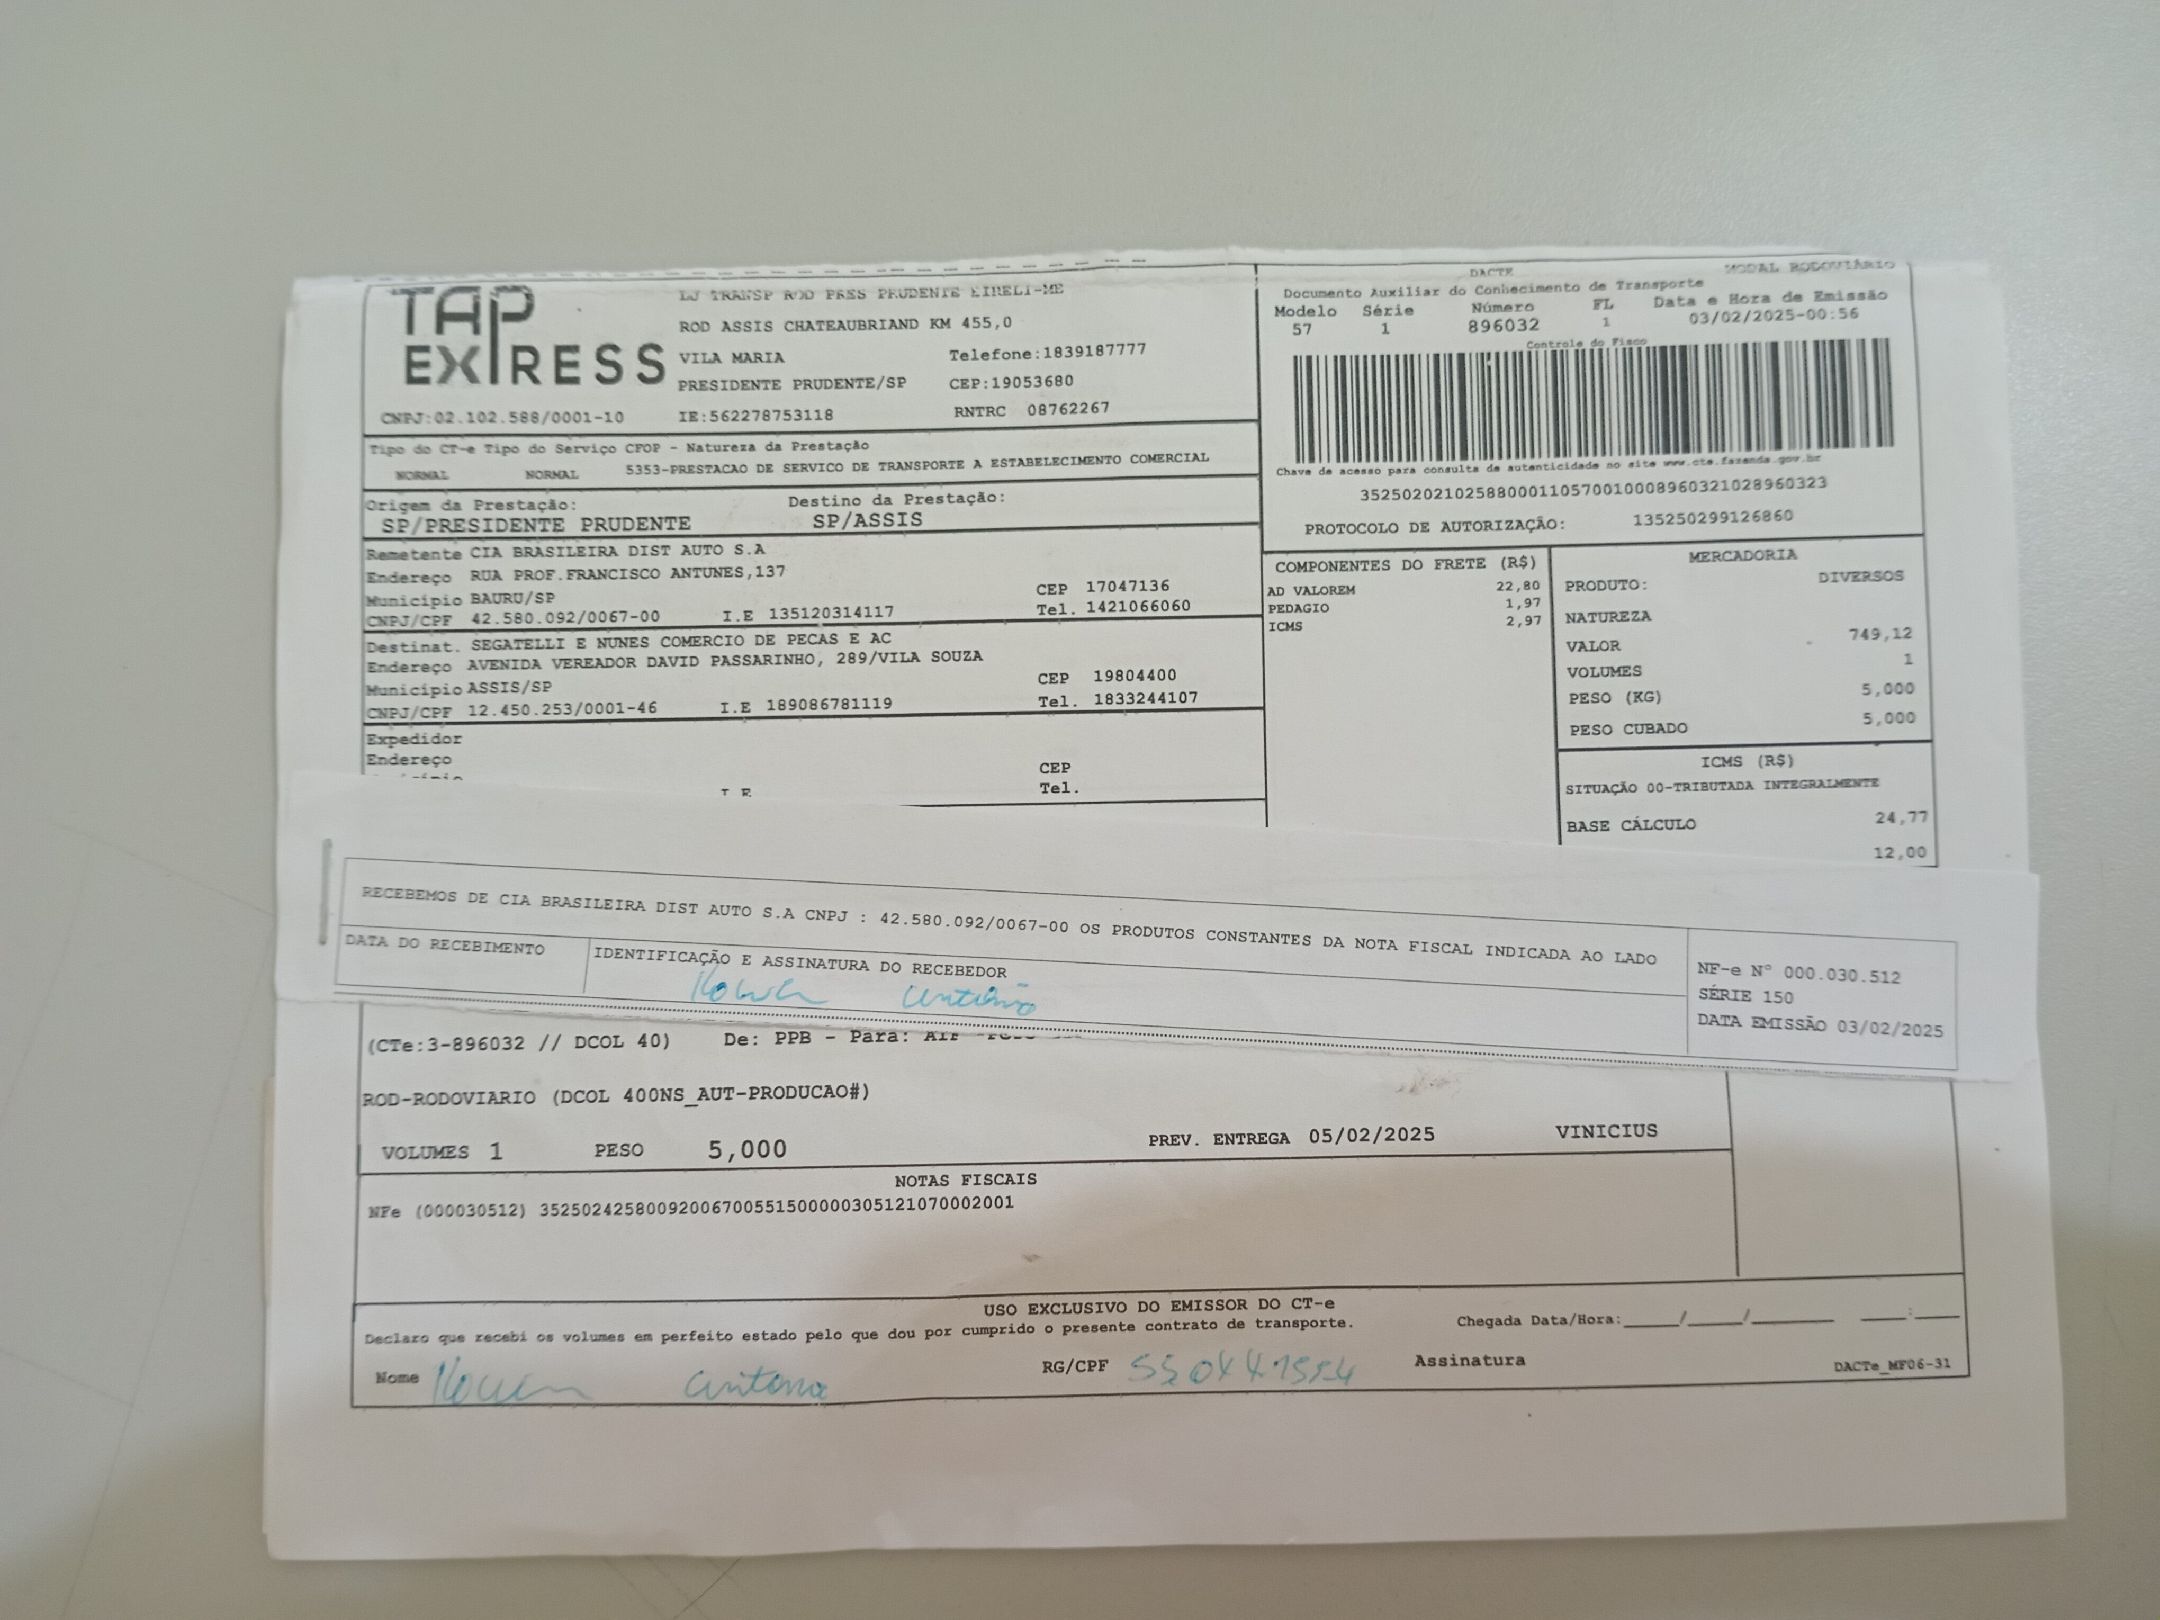 TAP EXPRESS
LJ TRANSP ROD PRES PRUDENTE EIRELI-ME
ROD ASSIS CHATEAUBRIAND KM 455,0
VILA MARIA Telefone:1839187777
PRESIDENTE PRUDENTE/SP CEP:19053680
CNPJ:02.102.588/0001-10 IE:562278753118 RNTRC 08762267
Tipo do CT-e Tipo do Serviço CFOP - Natureza da Prestação
NORMAL NORMAL 5353-PRESTACAO DE SERVICO DE TRANSPORTE A ESTABELECIMENTO COMERCIAL
Origem da Prestação: Destino da Prestação:
SP/PRESIDENTE PRUDENTE SP/ASSIS
Remetente CIA BRASILEIRA DIST AUTO S.A
Endereço RUA PROF.FRANCISCO ANTUNES,137
Município BAURU/SP CEP 17047136
CNPJ/CPF 42.580.092/0067-00 I.E 135120314117 Tel. 1421066060
Destinat. SEGATELLI E NUNES COMERCIO DE PECAS E AC
Endereço AVENIDA VEREADOR DAVID PASSARINHO, 289/VILA SOUZA
Município ASSIS/SP CEP 19804400
CNPJ/CPF 12.450.253/0001-46 I.E 189086781119 Tel. 1833244107
Expedidor
Endereço CEP
Tel.
DACTE MODAL RODOVIÁRIO
Documento Auxiliar do Conhecimento de Transporte
Modelo Série Número FL Data e Hora de Emissão
57 1 896032 1 03/02/2025-00:56
Controle do Fisco
Chave de acesso para consulta de autenticidade no site www.cte.fazenda.gov.br
35250202102588000110570010008960321028960323
PROTOCOLO DE AUTORIZAÇÃO: 135250299126860
COMPONENTES DO FRETE (R$)
AD VALOREM 22,80
PEDAGIO 1,97
ICMS 2,97
MERCADORIA
PRODUTO: DIVERSOS
NATUREZA
VALOR 749,12
VOLUMES 1
PESO (KG) 5,000
PESO CUBADO 5,000
ICMS (R$)
SITUAÇÃO 00-TRIBUTADA INTEGRALMENTE
BASE CÁLCULO 24,77
12,00
RECEBEMOS DE CIA BRASILEIRA DIST AUTO S.A CNPJ : 42.580.092/0067-00 OS PRODUTOS CONSTANTES DA NOTA FISCAL INDICADA AO LADO
DATA DO RECEBIMENTO IDENTIFICAÇÃO E ASSINATURA DO RECEBEDOR
NF-e N° 000.030.512
SÉRIE 150
DATA EMISSÃO 03/02/2025
(CTe:3-896032 // DCOL 40) De: PPB - Para:
ROD-RODOVIARIO (DCOL 400NS_AUT-PRODUCAO#)
VOLUMES 1 PESO 5,000 PREV. ENTREGA 05/02/2025 VINICIUS
NOTAS FISCAIS
NFe (000030512) 35250242580092006700551500000305121070002001
USO EXCLUSIVO DO EMISSOR DO CT-e
Declaro que recebi os volumes em perfeito estado pelo que dou por cumprido o presente contrato de transporte. Chegada Data/Hora:____/____/______ ____:____
Nome RG/CPF Assinatura DACTe_MF06-31